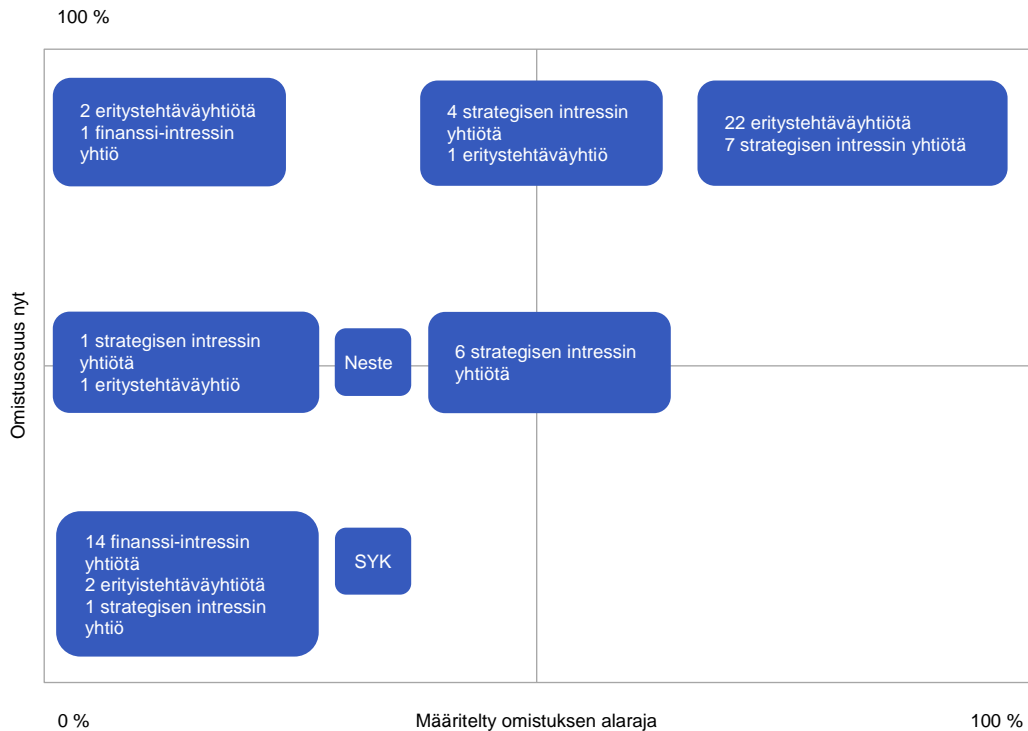 100 %
2 eritystehtäväyhtiötä
1 finanssi-intressin
yhtiö
4 strategisen intressin
yhtiötä
1 eritystehtäväyhtiö
22 eritystehtäväyhtiötä
7 strategisen intressin yhtiötä
Omistusosuus nyt
1 strategisen intressin
yhtiötä
1 eritystehtäväyhtiö
Neste
6 strategisen intressin
yhtiötä
14 finanssi-intressin
yhtiötä
2 erityistehtäväyhtiötä
1 strategisen intressin
yhtiö
SYK
0 %
Määritelty omistuksen alaraja
100 %